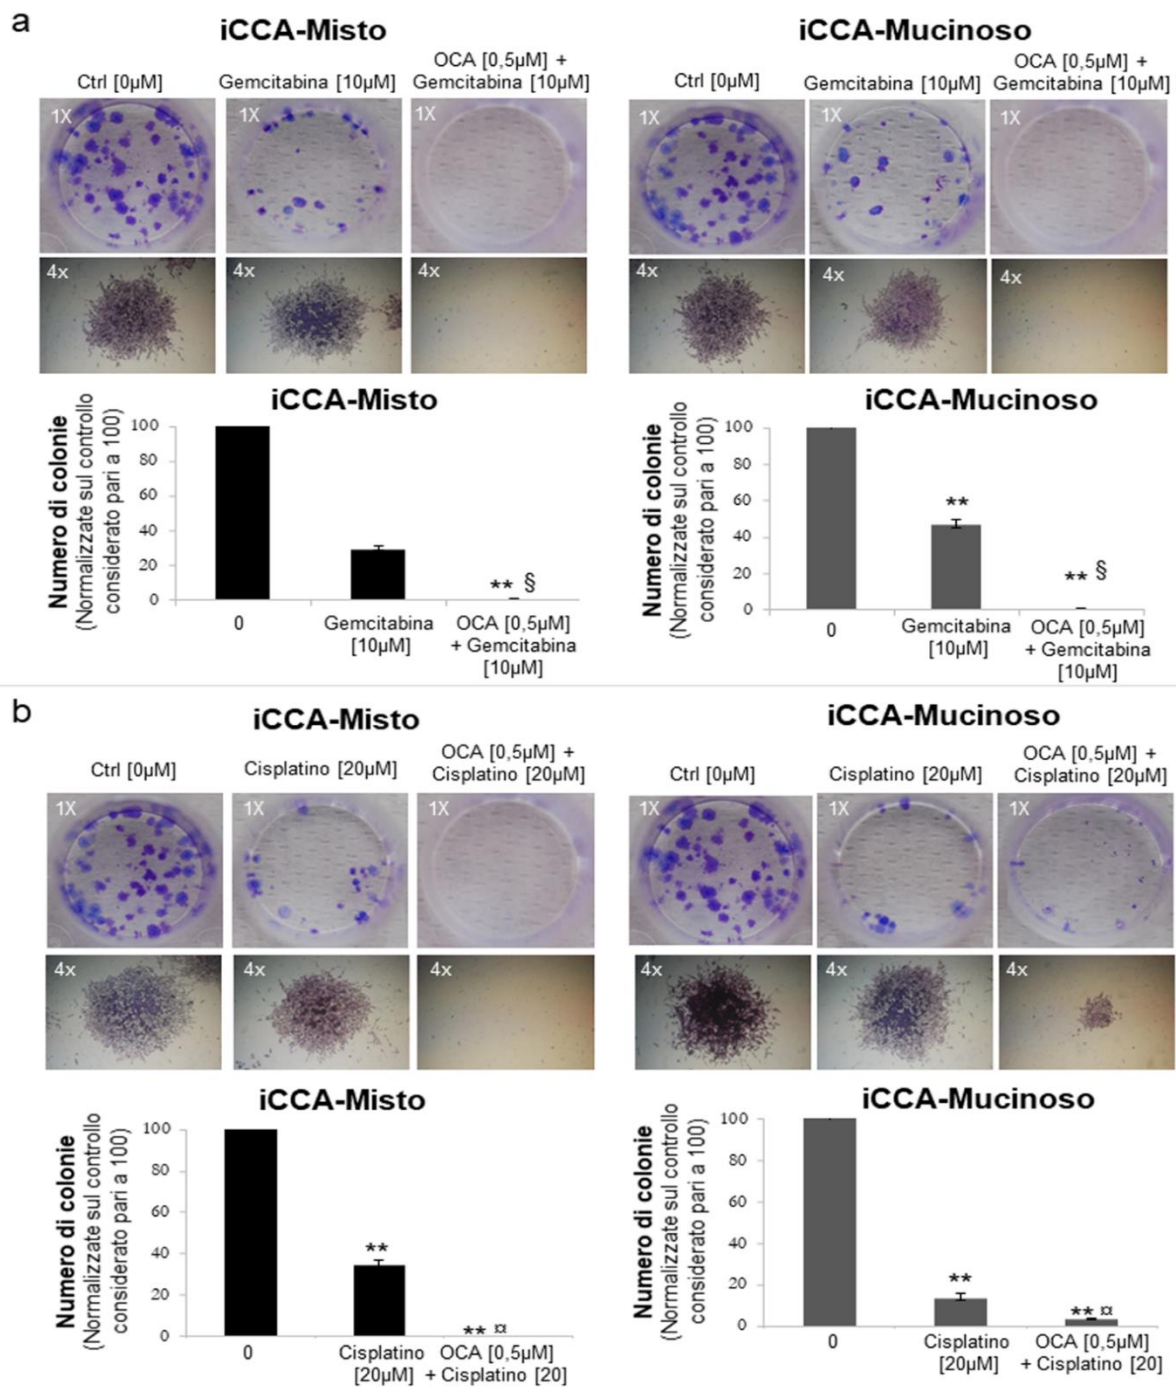 a
iCCA-Misto
iCCA-Mucinoso
Ctrl [0µM]
Gemcitabina [10µM]
OCA [0,5µM] +
Gemcitabina [10µM]
Ctrl [0µM]
Gemcitabina [10µM]
OCA [0,5µM] +
Gemcitabina [10µM]
1X
1X
1X
1X
1X
1X
4x
4x
4x
4x
4x
4x
iCCA-Misto
Numero di colonie
(Normalizzate sul controllo
considerato pari a 100)
100
80
60
40
20
0
** §
0
Gemcitabina
[10µM]
OCA [0,5µM]
+ Gemcitabina
[10µM]
iCCA-Mucinoso
Numero di colonie
(Normalizzate sul controllo
considerato pari a 100)
100
80
60
40
20
0
**
** §
0
Gemcitabina
[10µM]
OCA [0,5µM]
+ Gemcitabina
[10µM]
b
iCCA-Misto
iCCA-Mucinoso
Ctrl [0µM]
Cisplatino [20µM]
OCA [0,5µM] +
Cisplatino [20µM]
Ctrl [0µM]
Cisplatino [20µM]
OCA [0,5µM] +
Cisplatino [20µM]
1X
1X
1X
1X
1X
1X
4x
4x
4x
4x
4x
4x
iCCA-Misto
Numero di colonie
(Normalizzate sul controllo
considerato pari a 100)
100
80
60
40
20
0
**
** ¤
0
Cisplatino
[20µM]
OCA [0,5µM]
+ Cisplatino [20]
iCCA-Mucinoso
Numero di colonie
(Normalizzate sul controllo
considerato pari a 100)
100
80
60
40
20
0
**
** ¤
0
Cisplatino
[20µM]
OCA [0,5µM]
+ Cisplatino [20]